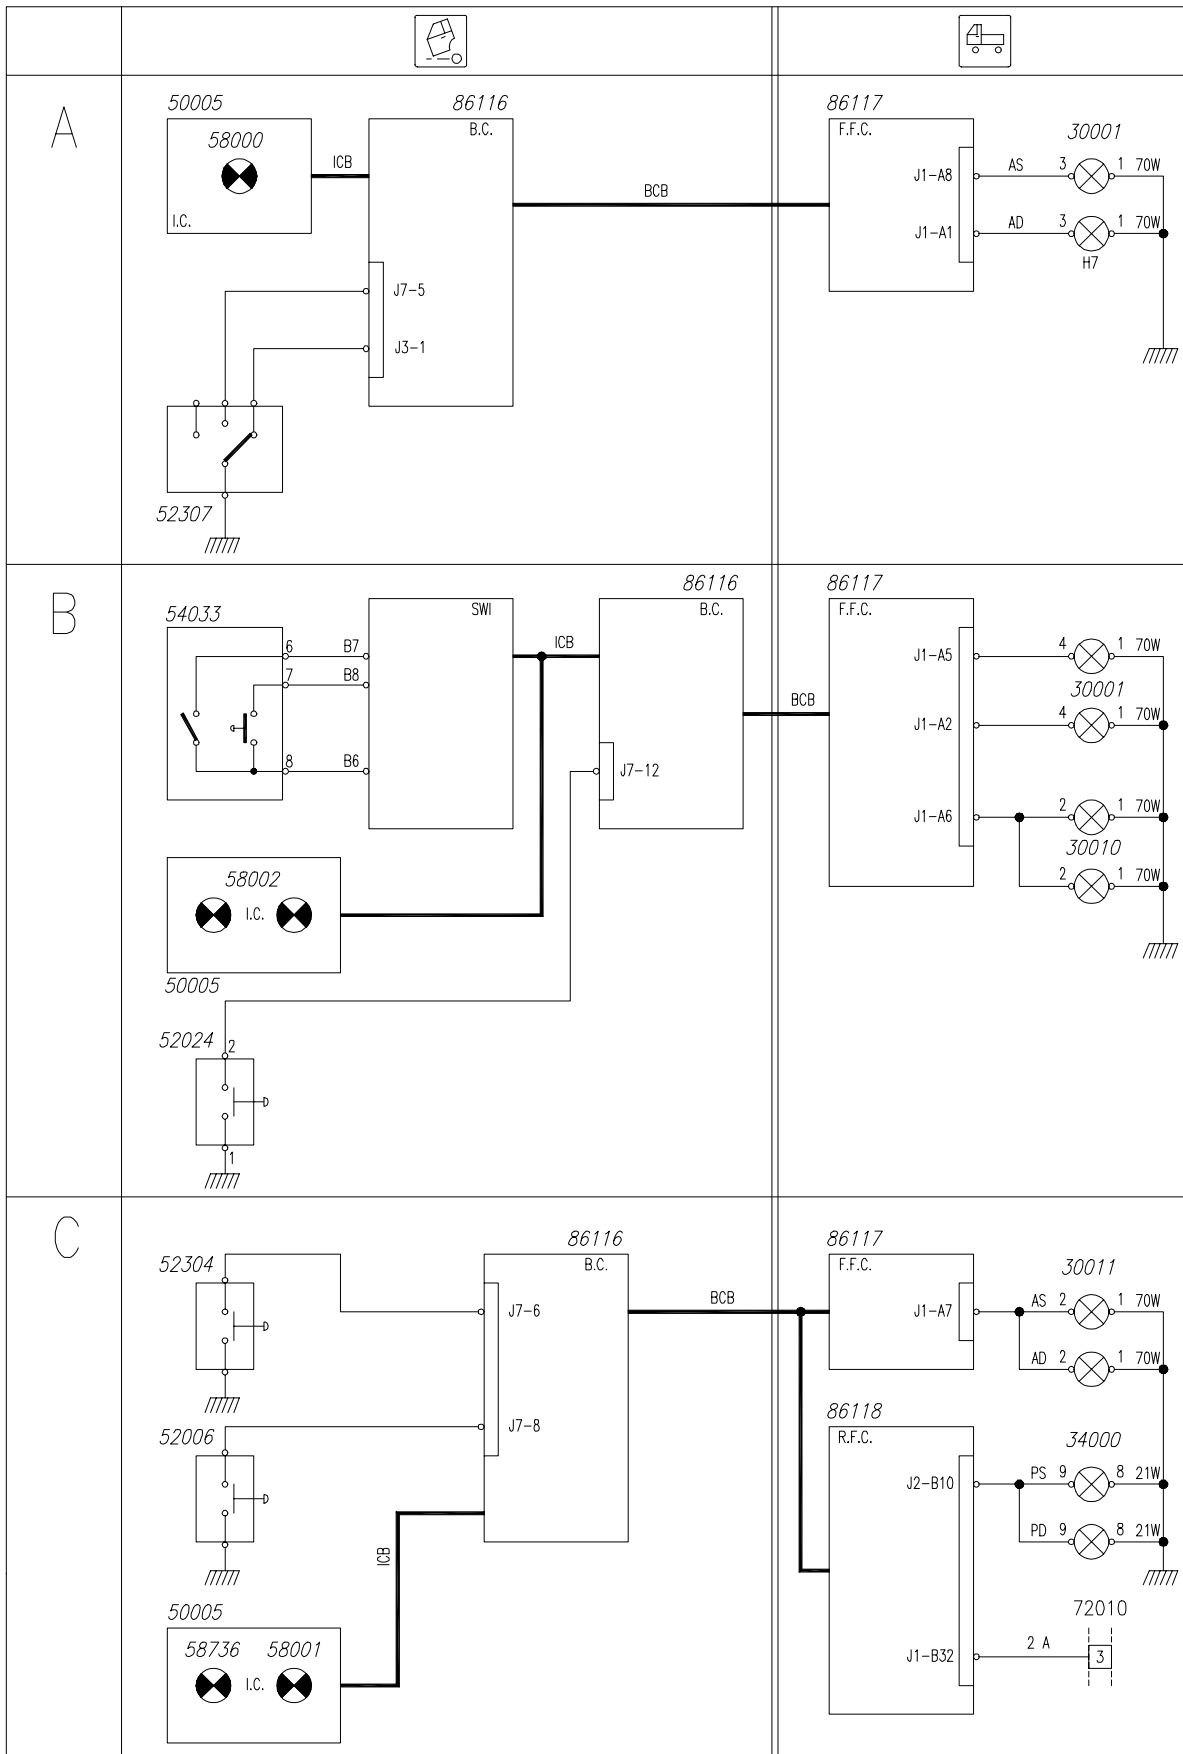 A
50005
58000
I.C.
ICB
86116
B.C.
J7-5
J3-1
52307
BCB
86117
F.F.C.
J1-A8
J1-A1
AS
3
30001
1
70W
AD
3
1
70W
H7
B
54033
6
7
8
B7
B8
B6
SWI
ICB
86116
B.C.
J7-12
58002
I.C.
50005
52024
2
1
BCB
86117
F.F.C.
J1-A5
J1-A2
J1-A6
4
1
70W
30001
4
1
70W
2
1
70W
30010
2
1
70W
C
52304
52006
86116
B.C.
J7-6
J7-8
ICB
50005
58736
58001
I.C.
BCB
86117
F.F.C.
J1-A7
30011
AS
2
1
70W
AD
2
1
70W
86118
R.F.C.
J2-B10
J1-B32
34000
PS
9
8
21W
PD
9
8
21W
72010
2 A
3